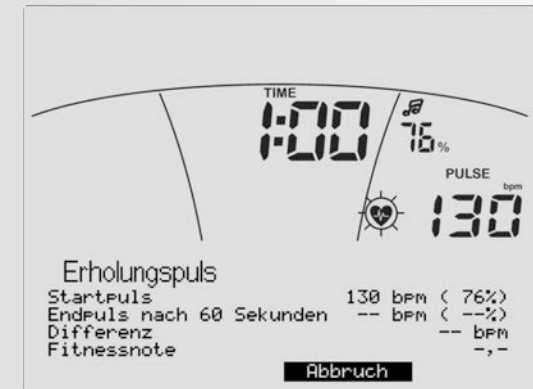 TIME
1:00
76%
PULSE
bpm
130
Erholungspuls
Startpuls 130 bpm ( 76%)
Endpuls nach 60 Sekunden -- bpm ( --%)
Differenz -- bpm
Fitnessnote -,-
Abbruch